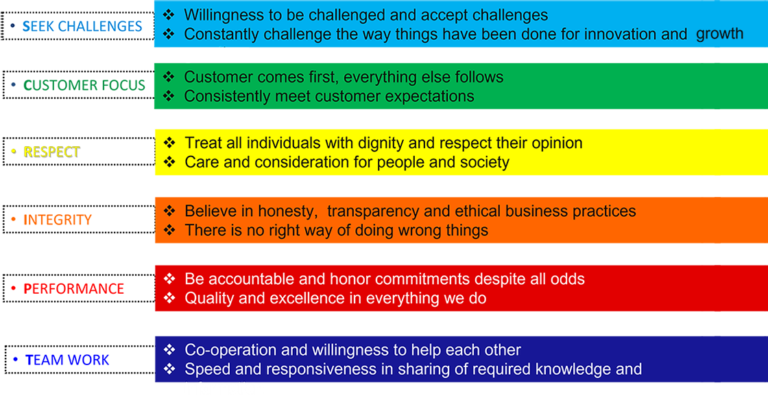 • SEEK CHALLENGES
❖ Willingness to be challenged and accept challenges
❖ Constantly challenge the way things have been done for innovation and growth
• CUSTOMER FOCUS
❖ Customer comes first, everything else follows
❖ Consistently meet customer expectations
• RESPECT
❖ Treat all individuals with dignity and respect their opinion
❖ Care and consideration for people and society
• INTEGRITY
❖ Believe in honesty, transparency and ethical business practices
❖ There is no right way of doing wrong things
• PERFORMANCE
❖ Be accountable and honor commitments despite all odds
❖ Quality and excellence in everything we do
• TEAM WORK
❖ Co-operation and willingness to help each other
❖ Speed and responsiveness in sharing of required knowledge and